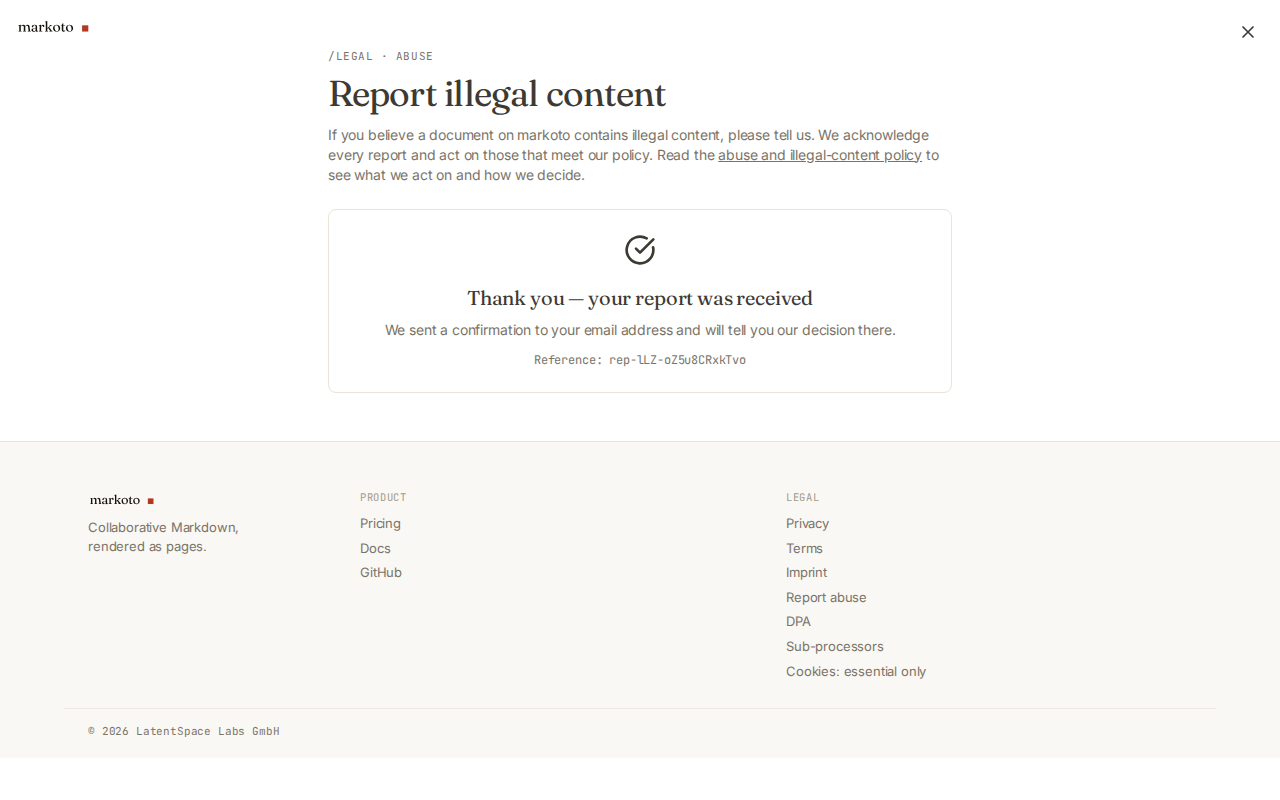 markoto
/LEGAL · ABUSE
Report illegal content
If you believe a document on markoto contains illegal content, please tell us. We acknowledge
every report and act on those that meet our policy. Read the abuse and illegal-content policy to
see what we act on and how we decide.
Thank you — your report was received
We sent a confirmation to your email address and will tell you our decision there.
Reference: rep-lLZ-oZ5u8CRxkTvo
markoto
Collaborative Markdown,
rendered as pages.
PRODUCT
Pricing
Docs
GitHub
LEGAL
Privacy
Terms
Imprint
Report abuse
DPA
Sub-processors
Cookies: essential only
© 2026 LatentSpace Labs GmbH